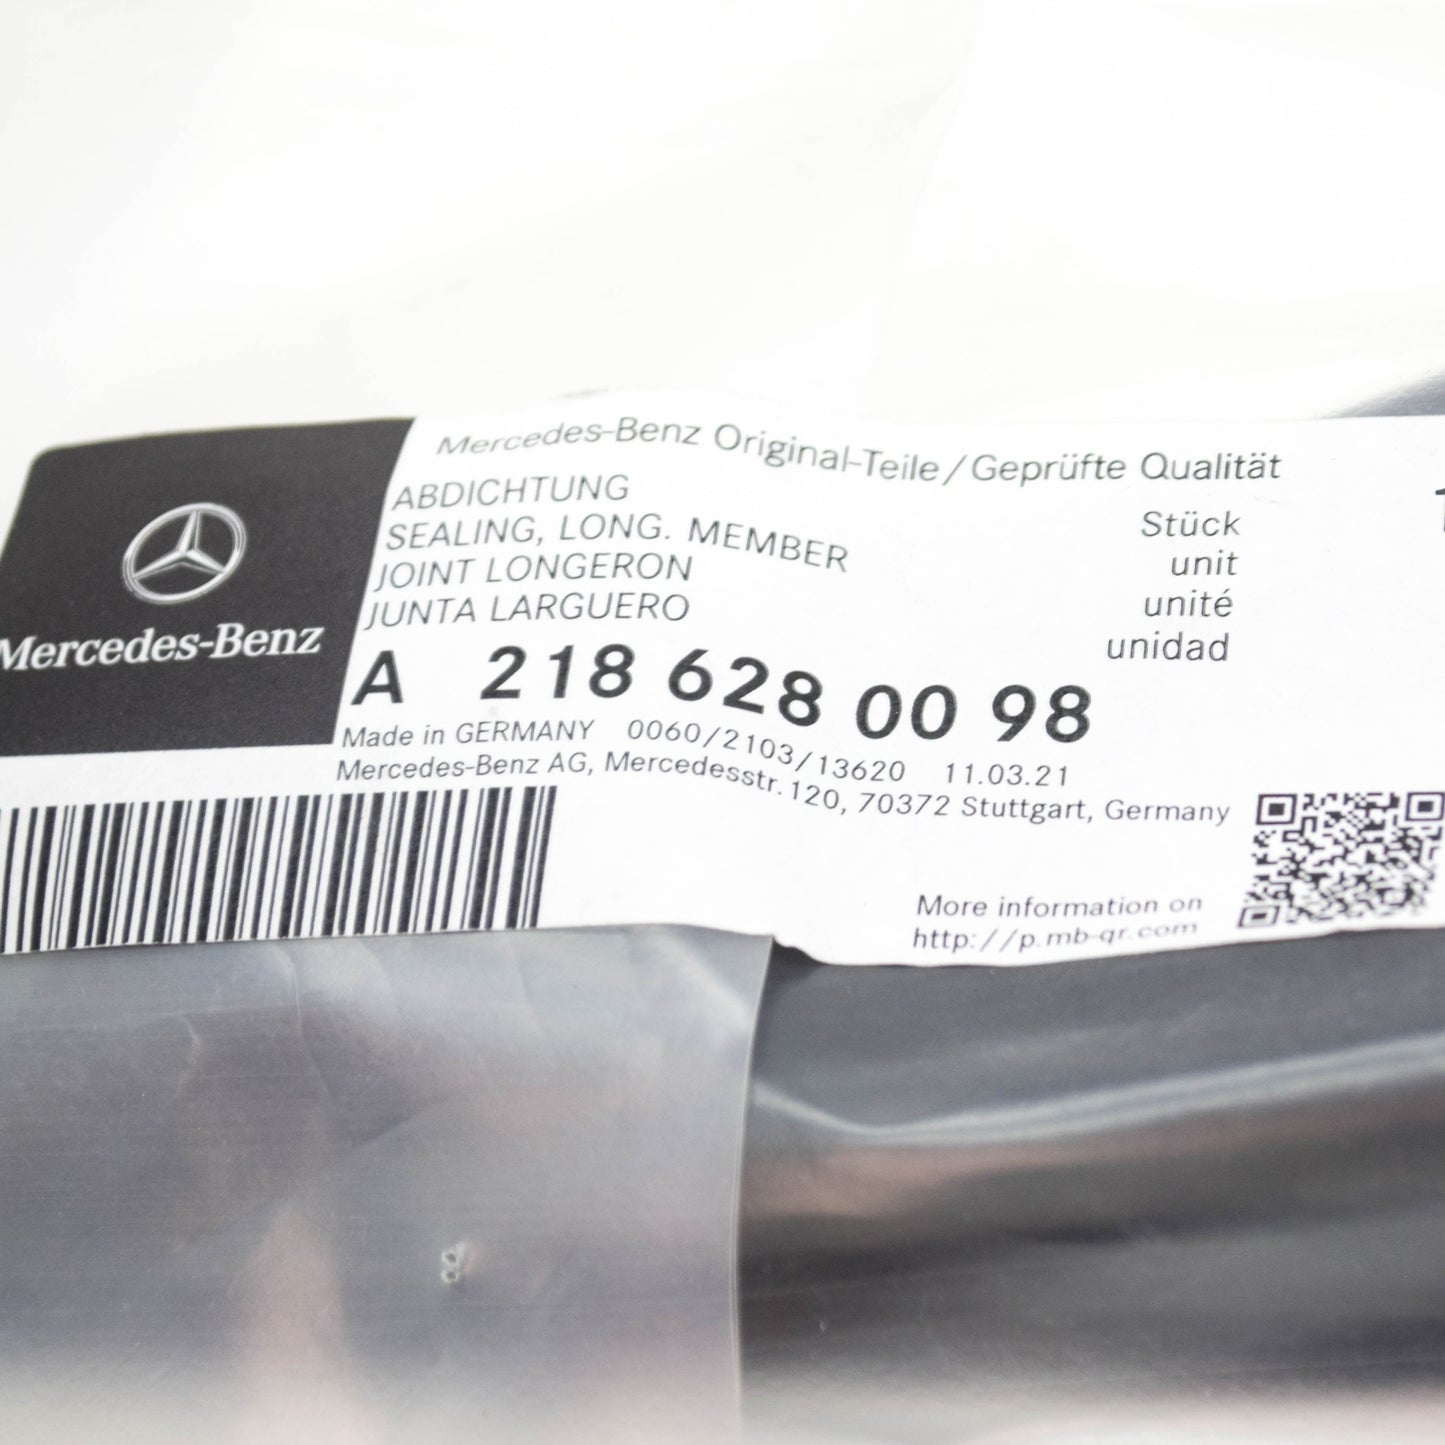 Mercedes-Benz
Mercedes-Benz Original-Teile/Geprüfte Qualität
ABDICHTUNG
SEALING, LONG. MEMBER
JOINT LONGERON
JUNTA LARGUERO
Stück
unit
unité
unidad
A 218 628 00 98
Made in GERMANY 0060/2103/13620 11.03.21
Mercedes-Benz AG, Mercedesstr. 120, 70372 Stuttgart, Germany
More information on
http://p.mb-qr.com